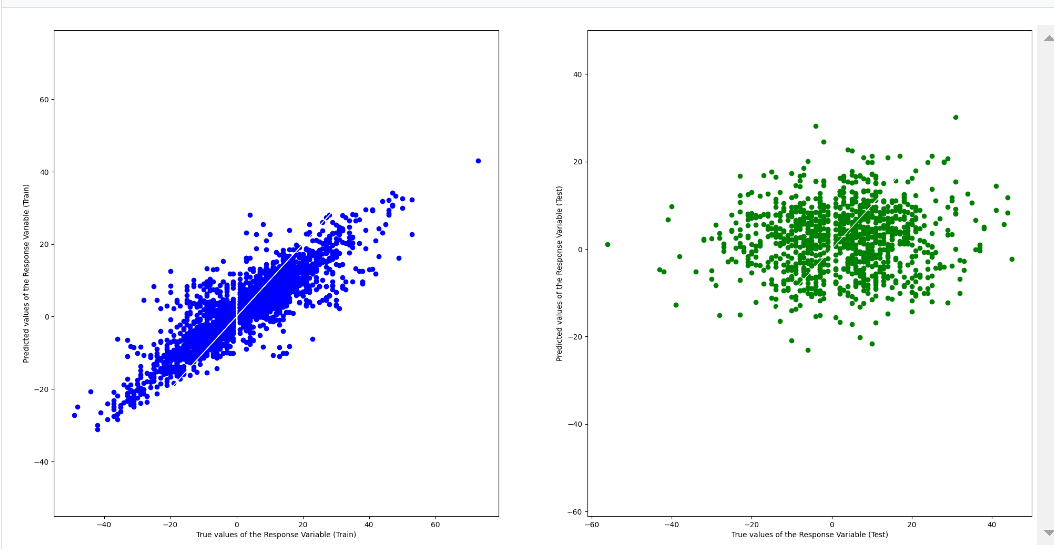 Predicted values of the Response Variable (Train)
60
40
20
0
−20
−40
−40 −20 0 20 40 60
True values of the Response Variable (Train)
Predicted values of the Response Variable (Test)
40
20
0
−20
−40
−60
−60 −40 −20 0 20 40
True values of the Response Variable (Test)